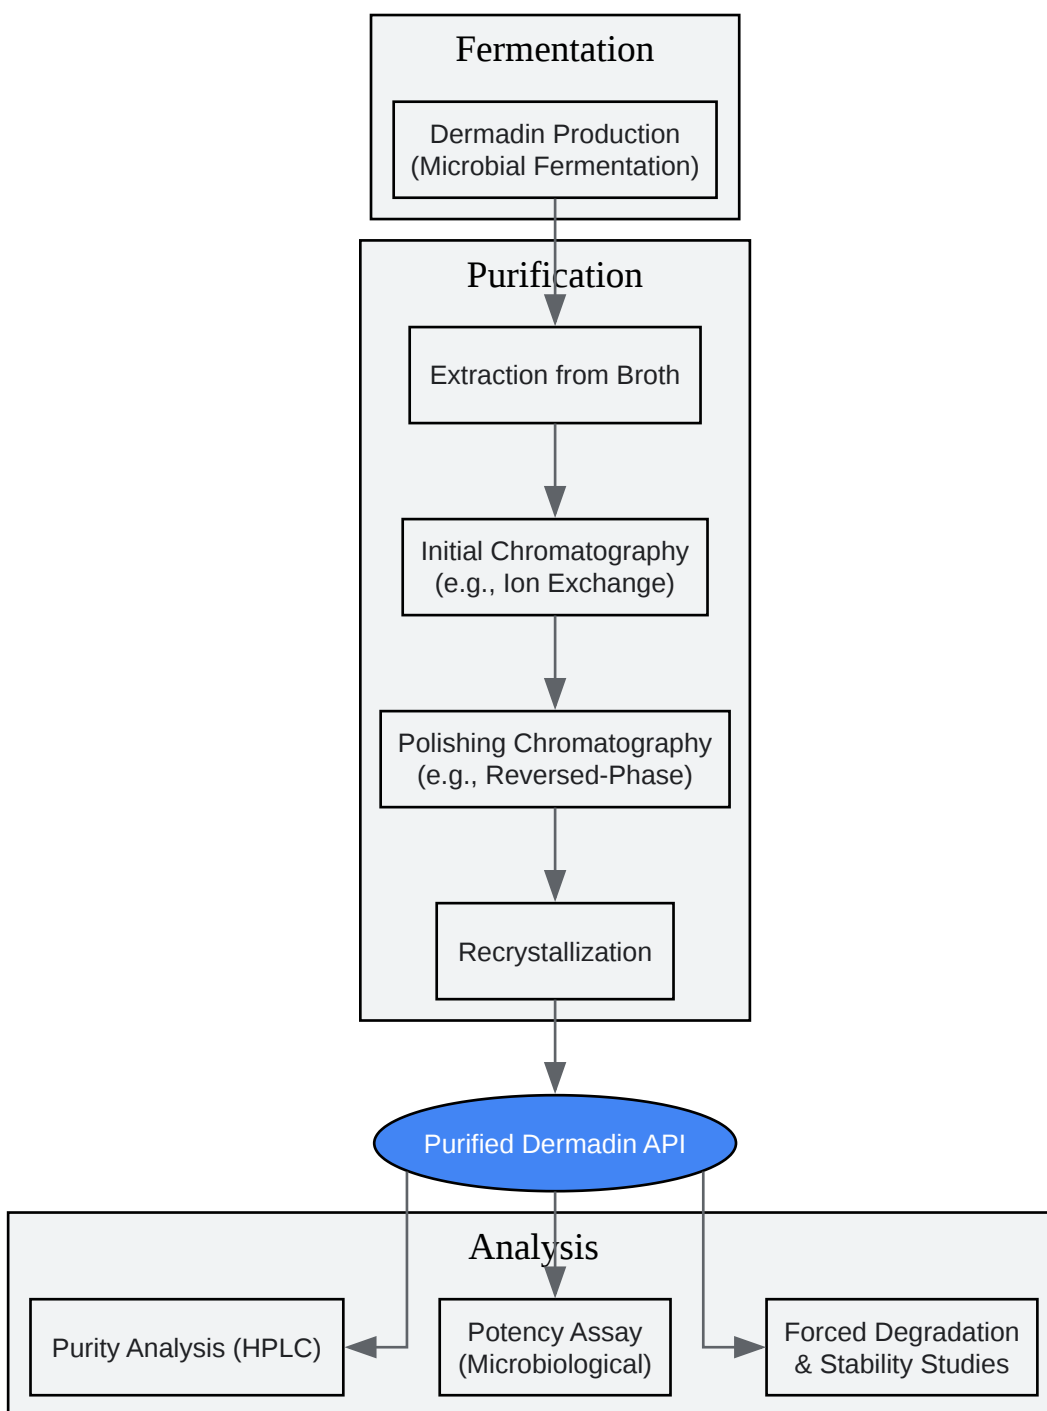 Fermentation
Dermadin Production
(Microbial Fermentation)
Purification
Extraction from Broth
Initial Chromatography
(e.g., Ion Exchange)
Polishing Chromatography
(e.g., Reversed-Phase)
Recrystallization
Purified Dermadin API
Analysis
Purity Analysis (HPLC)
Potency Assay
(Microbiological)
Forced Degradation
& Stability Studies